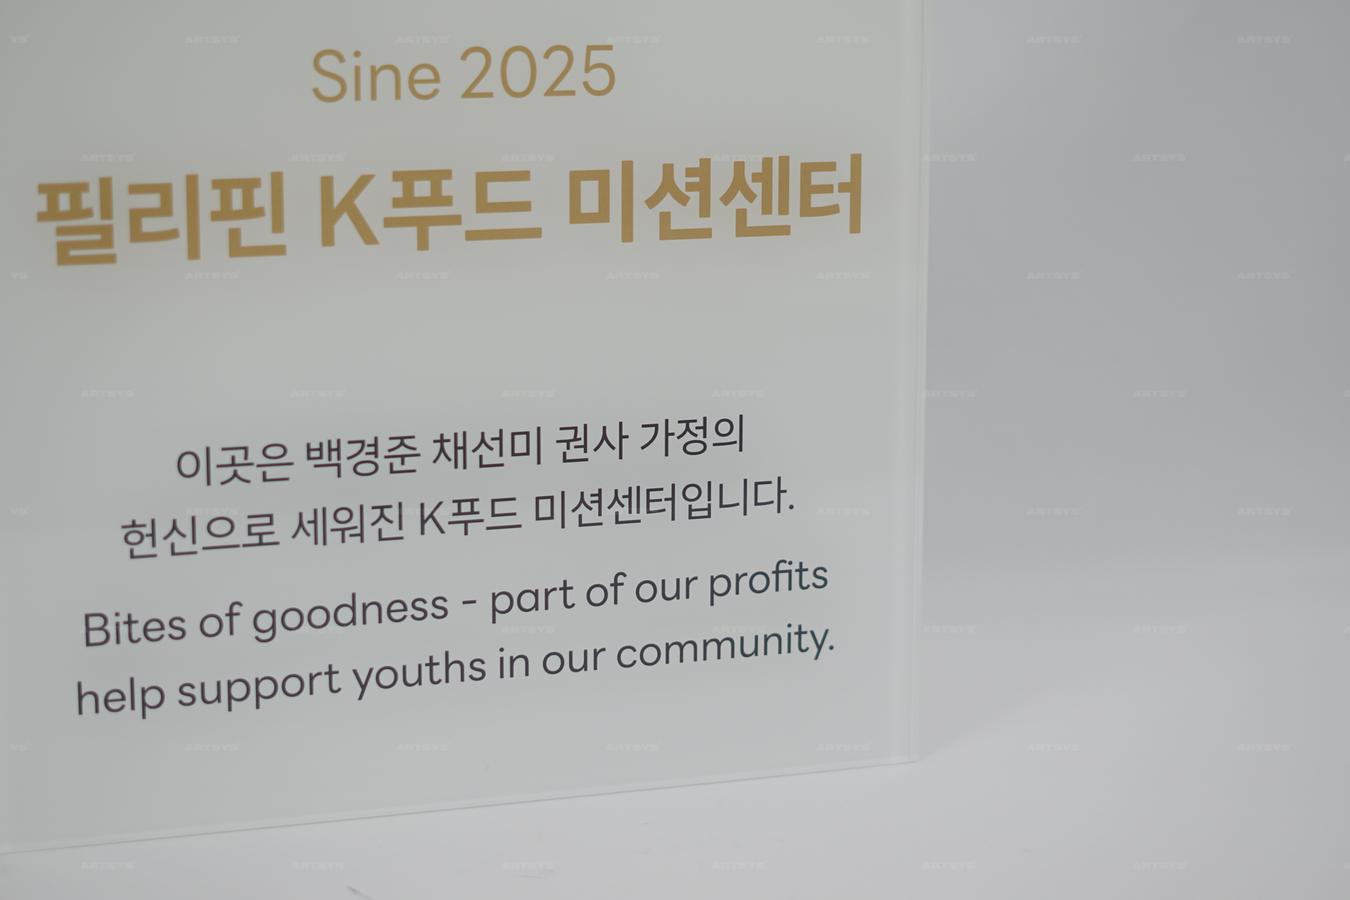 Sine 2025
필리핀 K푸드 미션센터
이곳은 백경준 채선미 권사 가정의
헌신으로 세워진 K푸드 미션센터입니다.
Bites of goodness - part of our profits
help support youths in our community.
ARTSYS